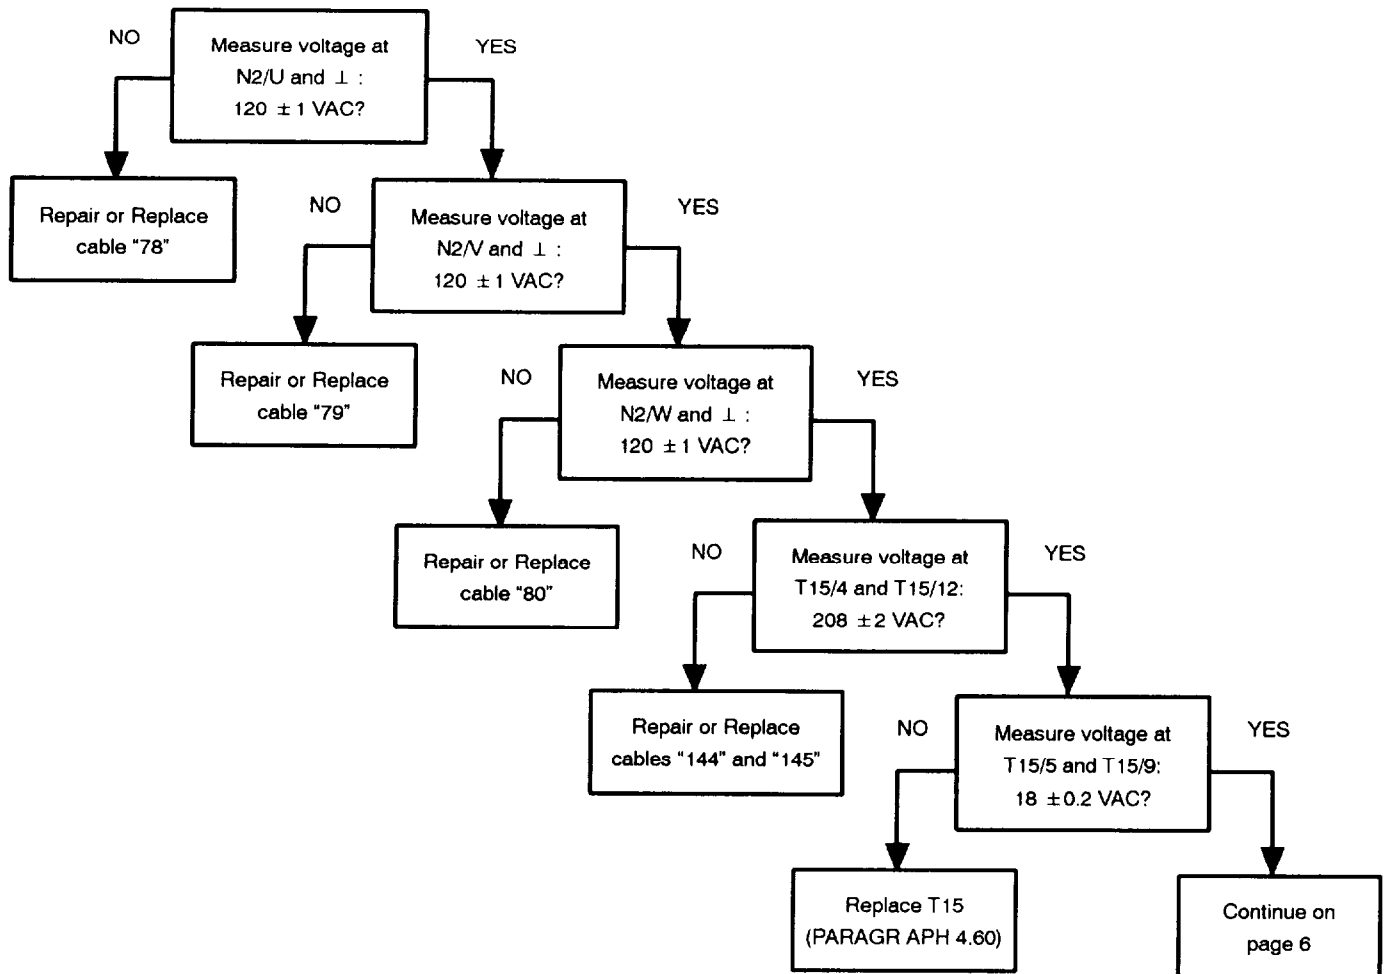 NO
Measure voltage at
N2/U and ⊥ :
120 ± 1 VAC?
YES
Repair or Replace
cable "78"
NO
Measure voltage at
N2/V and ⊥ :
120 ± 1 VAC?
YES
Repair or Replace
cable "79"
NO
Measure voltage at
N2/W and ⊥ :
120 ± 1 VAC?
YES
Repair or Replace
cable "80"
NO
Measure voltage at
T15/4 and T15/12:
208 ±2 VAC?
YES
Repair or Replace
cables "144" and "145"
NO
Measure voltage at
T15/5 and T15/9:
18 ±0.2 VAC?
YES
Replace T15
(PARAGR APH 4.60)
Continue on
page 6